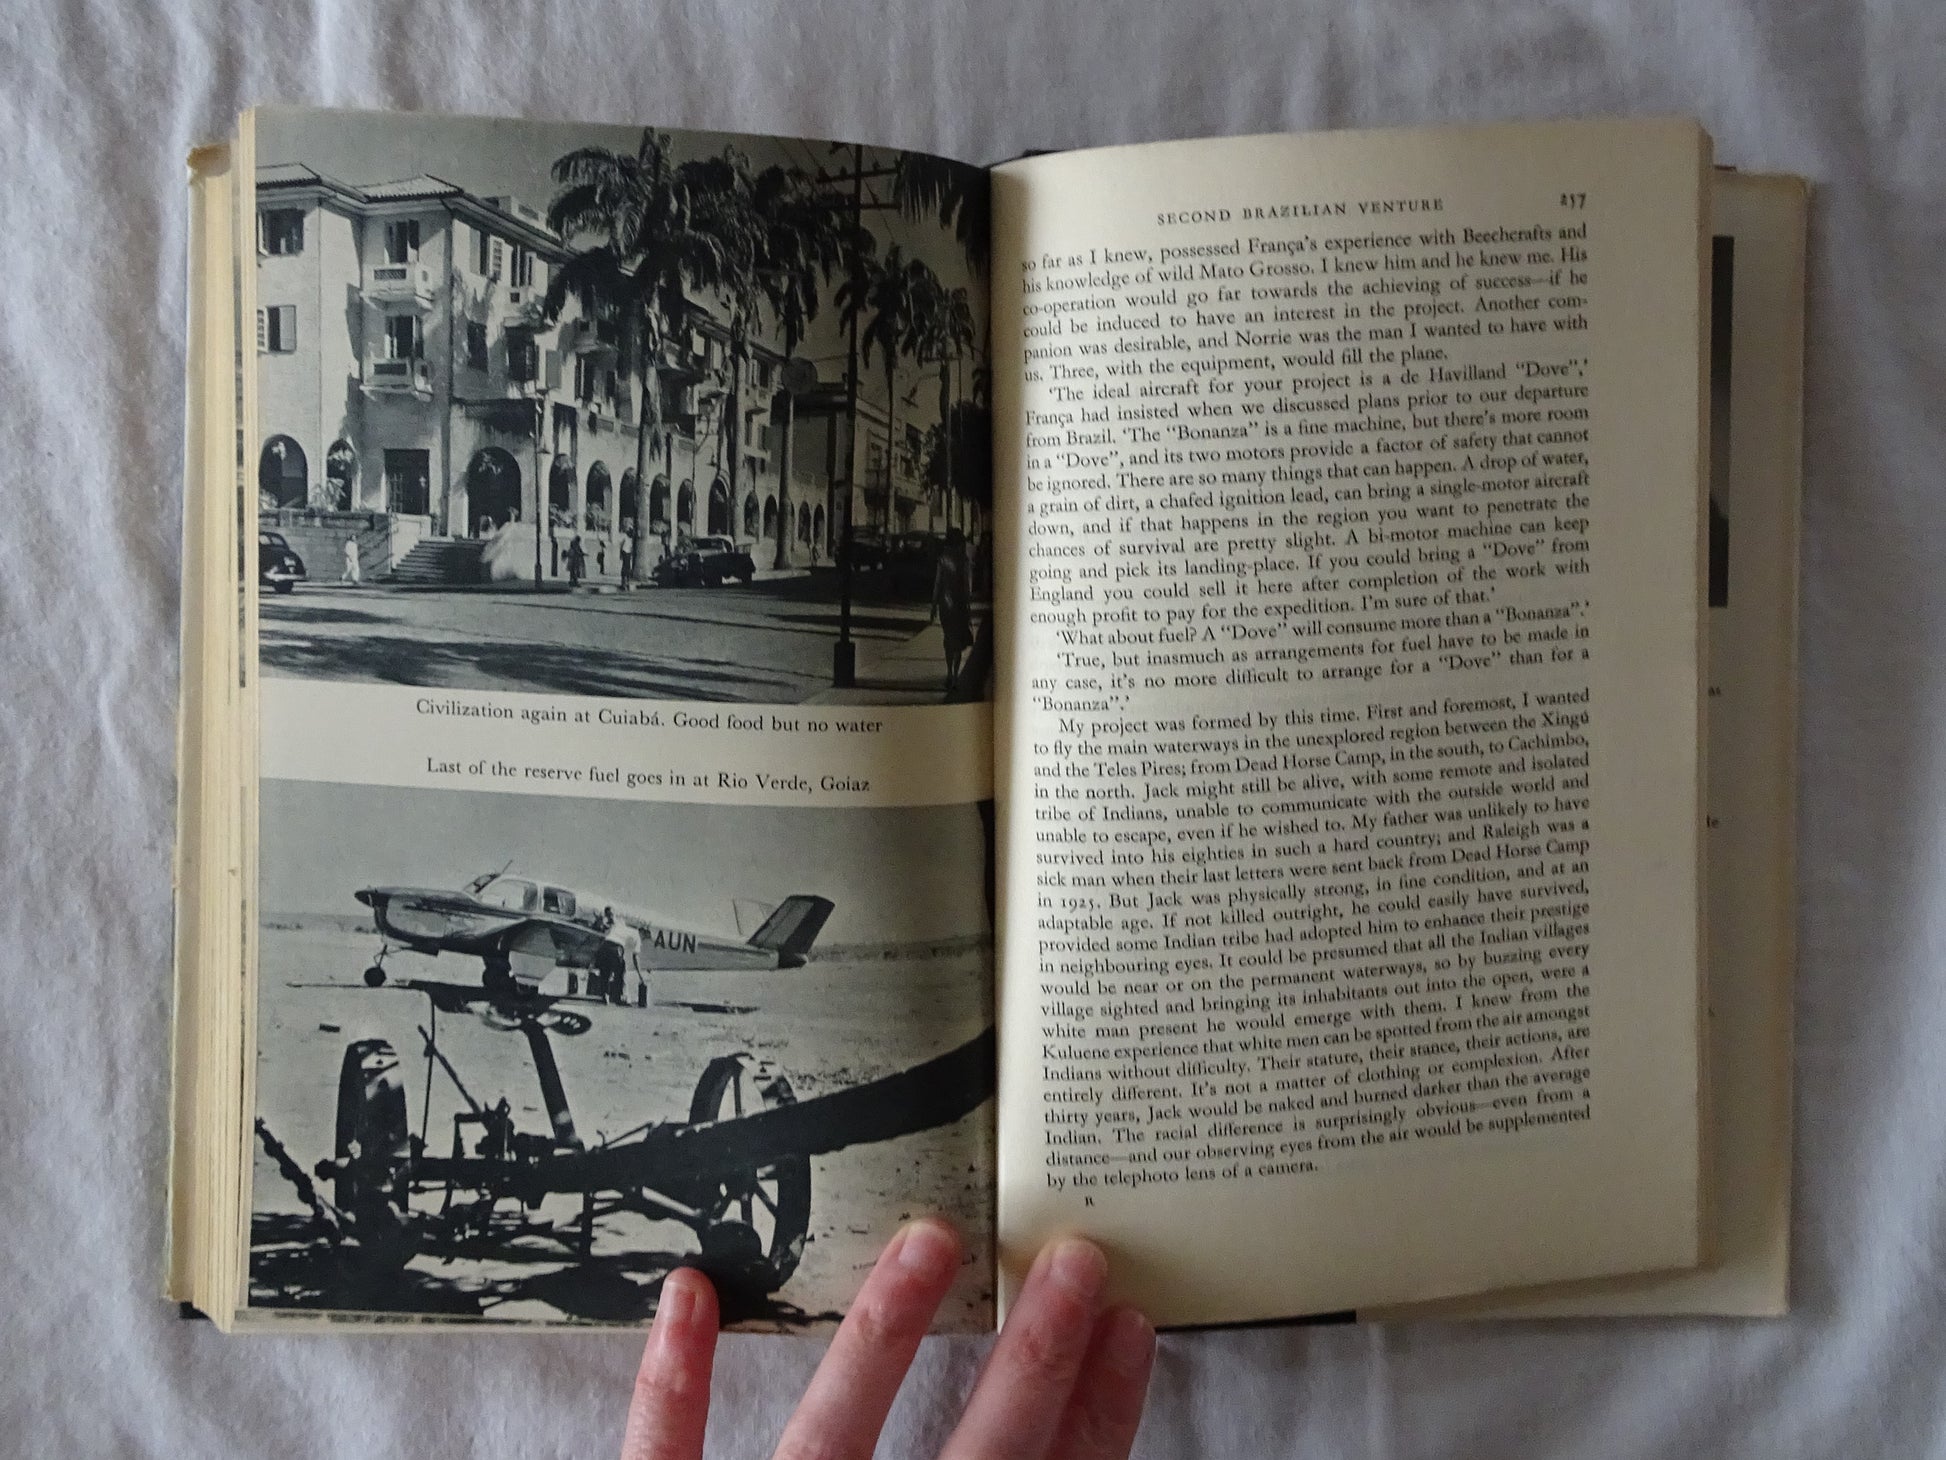 Civilization again at Cuiabá. Good food but no water
Last of the reserve fuel goes in at Rio Verde, Goiaz
AUN
SECOND BRAZILIAN VENTURE 257
so far as I knew, possessed França's experience with Beechcrafts and
his knowledge of wild Mato Grosso. I knew him and he knew me. His
co-operation would go far towards the achieving of success—if he
could be induced to have an interest in the project. Another com-
panion was desirable, and Norrie was the man I wanted to have with
us. Three, with the equipment, would fill the plane.
'The ideal aircraft for your project is a de Havilland "Dove",'
França had insisted when we discussed plans prior to our departure
from Brazil. 'The "Bonanza" is a fine machine, but there's more room
in a "Dove", and its two motors provide a factor of safety that cannot
be ignored. There are so many things that can happen. A drop of water,
a grain of dirt, a chafed ignition lead, can bring a single-motor aircraft
down, and if that happens in the region you want to penetrate the
chances of survival are pretty slight. A bi-motor machine can keep
going and pick its landing-place. If you could bring a "Dove" from
England you could sell it here after completion of the work with
enough profit to pay for the expedition. I'm sure of that.'
'What about fuel? A "Dove" will consume more than a "Bonanza".'
'True, but inasmuch as arrangements for fuel have to be made in
any case, it's no more difficult to arrange for a "Dove" than for a
"Bonanza".'
My project was formed by this time. First and foremost, I wanted
to fly the main waterways in the unexplored region between the Xingú
and the Teles Pires; from Dead Horse Camp, in the south, to Cachimbo,
in the north. Jack might still be alive, with some remote and isolated
tribe of Indians, unable to communicate with the outside world and
unable to escape, even if he wished to. My father was unlikely to have
survived into his eighties in such a hard country; and Raleigh was a
sick man when their last letters were sent back from Dead Horse Camp
in 1925. But Jack was physically strong, in fine condition, and at an
adaptable age. If not killed outright, he could easily have survived,
provided some Indian tribe had adopted him to enhance their prestige
in neighbouring eyes. It could be presumed that all the Indian villages
would be near or on the permanent waterways, so by buzzing every
village sighted and bringing its inhabitants out into the open, were a
white man present he would emerge with them. I knew from the
Kuluene experience that white men can be spotted from the air amongst
Indians without difficulty. Their stature, their stance, their actions, are
entirely different. It's not a matter of clothing or complexion. After
thirty years, Jack would be naked and burned darker than the average
Indian. The racial difference is surprisingly obvious—even from a
distance—and our observing eyes from the air would be supplemented
by the telephoto lens of a camera.
R